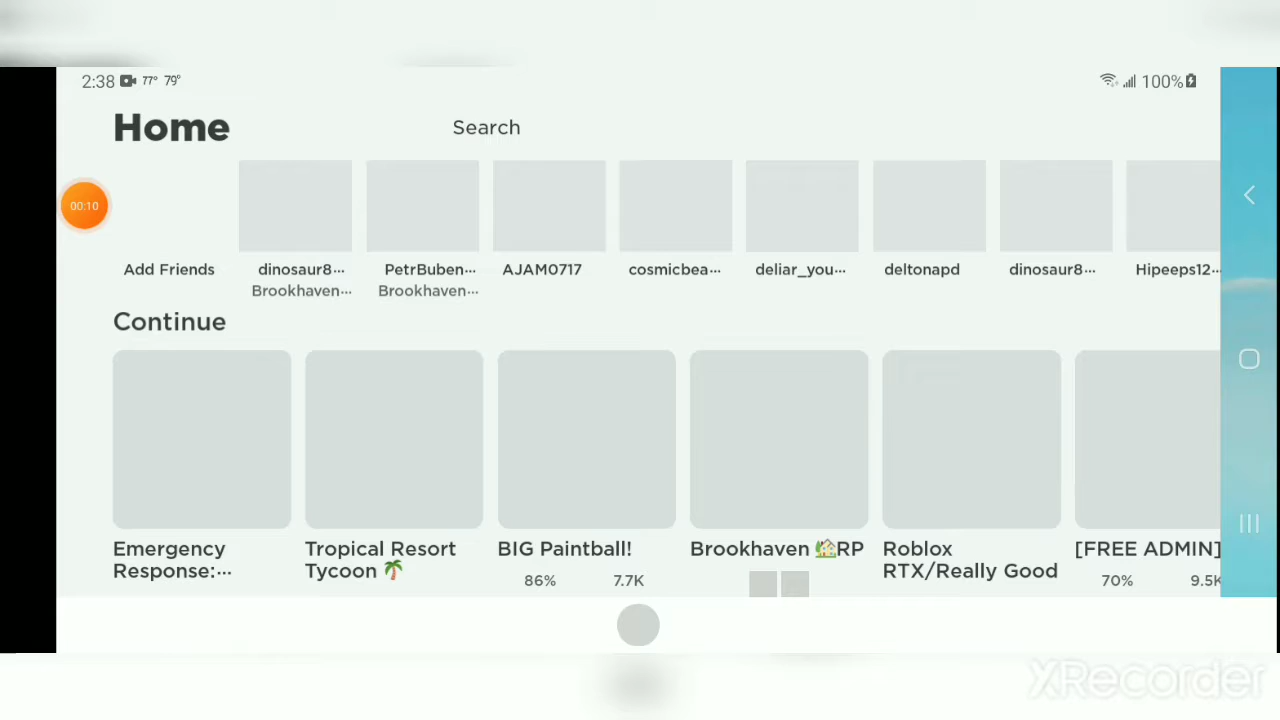 2:38 77° 79° 100%
Home
Search
00:10
Add Friends
dinosaur8...
Brookhaven...
PetrBuben...
Brookhaven...
AJAM0717
cosmicbea...
deliar_you...
deltonapd
dinosaur8...
Hipeeps12...
Continue
Emergency
Response:...
Tropical Resort
Tycoon 🌴
BIG Paintball!
86% 7.7K
Brookhaven 🏡RP
Roblox
RTX/Really Good
[FREE ADMIN]
70% 9.5K
XRecorder